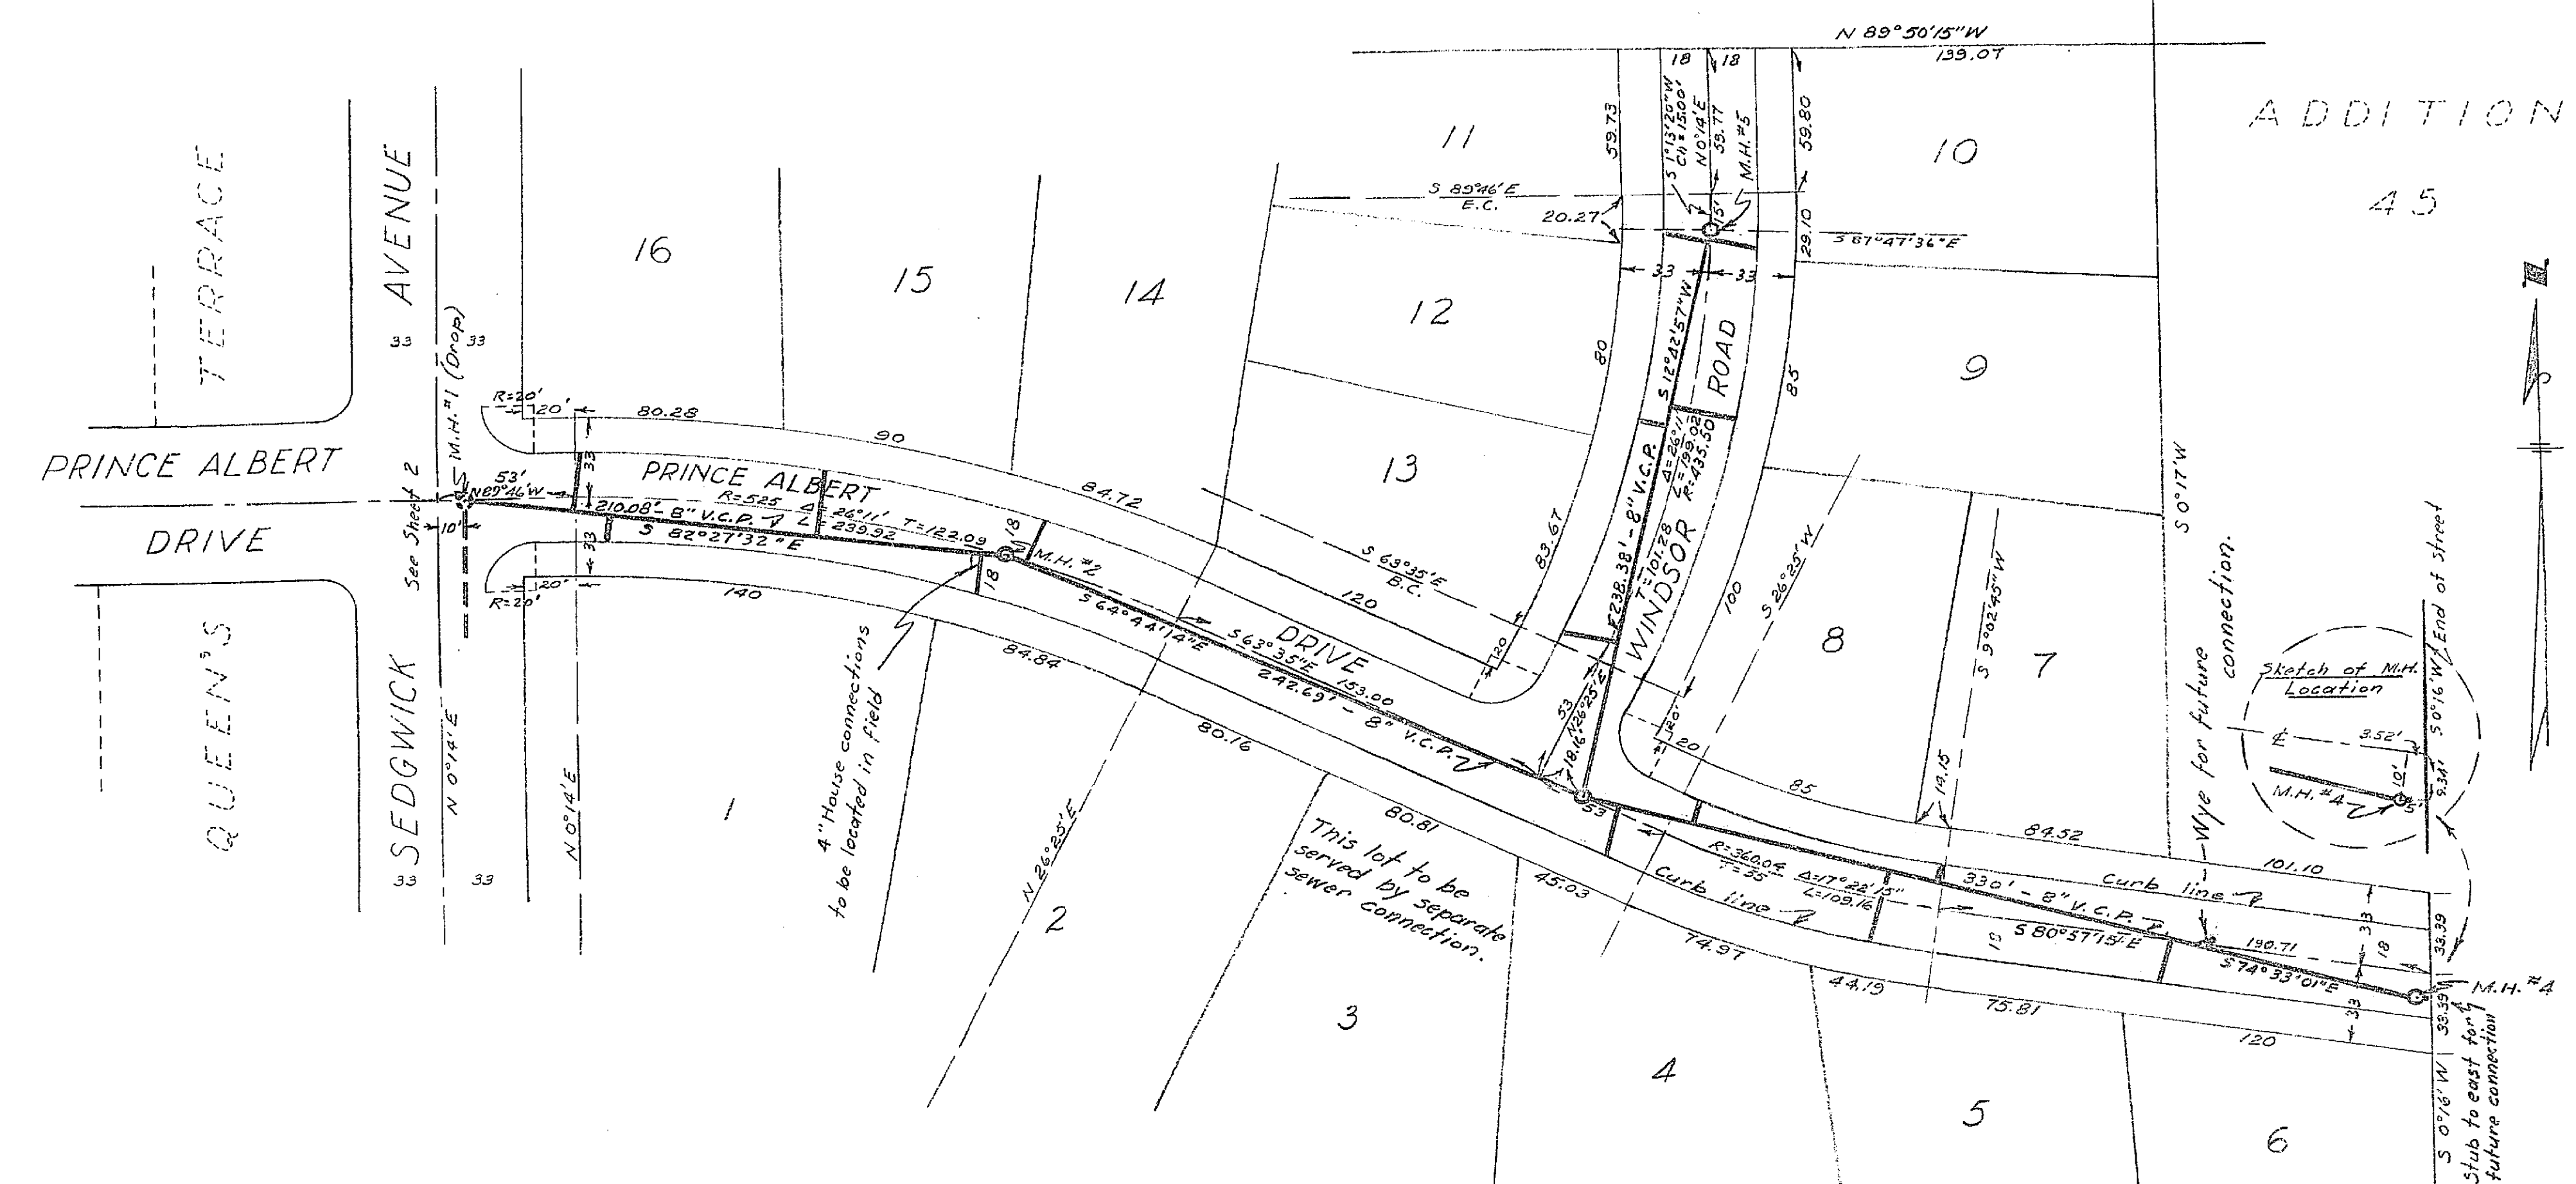 N 89°50'15"W
139.07
ADDITION
45
TERRACE
AVENUE
33
33
M.H.#1 (Drop)
16
15
14
11
12
13
10
9
8
7
18
18
S 1°13'20"W
Ch=15.00'
N 0°14'E
59.77
M.H.#5
59.73
59.80
S 89°46'E
E.C.
20.27
15'
29.10
S 87°47'36"E
33
33
80
85
S 12°42'57"W
ROAD
R=20'
20'
80.28
90
84.72
PRINCE ALBERT
DRIVE
See Sheet 2
53'
N89°46'W
10'
33
33
PRINCE ALBERT
R=525
Δ 26°11'
T=122.09
L=239.92
210.08'- 8" V.C.P.
S 82°27'32"E
18
M.H.#2
18
R=20'
20'
140
84.84
S 64°44'14"E
S 63°35'E
153.00
DRIVE
242.69' - 8" V.C.P.
120
S 63°35'E
B.C.
83.67
20
238.38' - 8" V.C.P.
Δ=26°11'
L=199.02
R=435.50
T=101.28
WINDSOR
100
S 26°25'W
S 9°02'45"W
S 0°17'W
53
N26°25'E
18.16
53
20'
20
19.15
85
84.52
101.10
Wye for future
connection.
Sketch of M.H.
Location
℄
3.52'
10'
5'
9.34'
M.H.#4
S 0°16'W
End of street
QUEEN'S
SEDGWICK
N 0°14'E
N 0°14'E
33
33
4" House connections
to be located in field
1
2
N 26°25'E
80.16
80.81
This lot to be
served by separate
sewer connection.
3
45.03
74.97
44.19
75.81
120
R=360.04
T=55
Δ=17°22'15"
L=109.16
Curb line
Curb line
330' - 8" V.C.P.
S 80°57'15"E
190.71
S 74°33'01"E
18
33
18
33
33.39
33.39
M.H.#4
Stub to east for
future connection
S 0°16'W
4
5
6